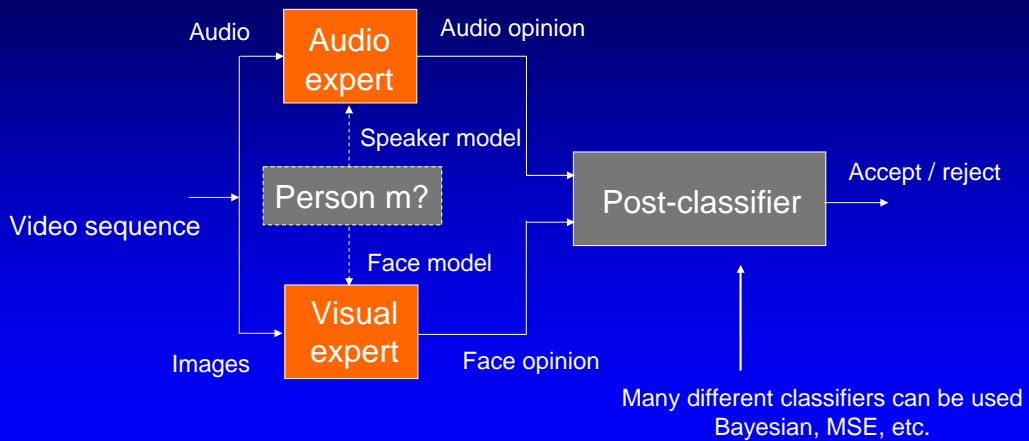 Audio
Audio
expert
Audio opinion
Speaker model
Person m?
Video sequence
Face model
Visual
expert
Images
Face opinion
Post-classifier
Accept / reject
Many different classifiers can be used
Bayesian, MSE, etc.